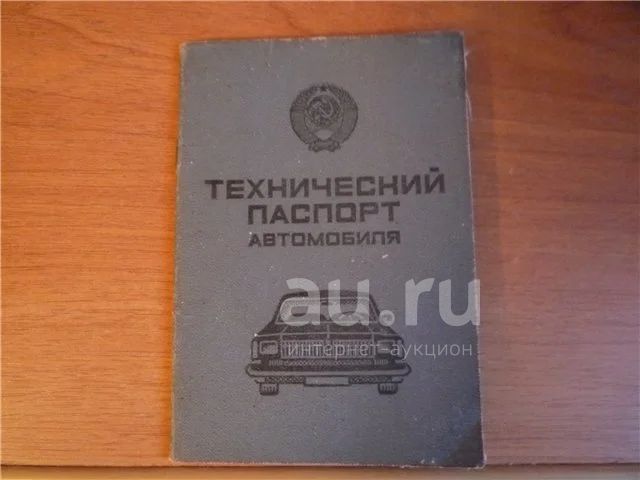 ТЕХНИЧЕСКИЙ
ПАСПОРТ
АВТОМОБИЛЯ
au.ru
интернет-аукцион